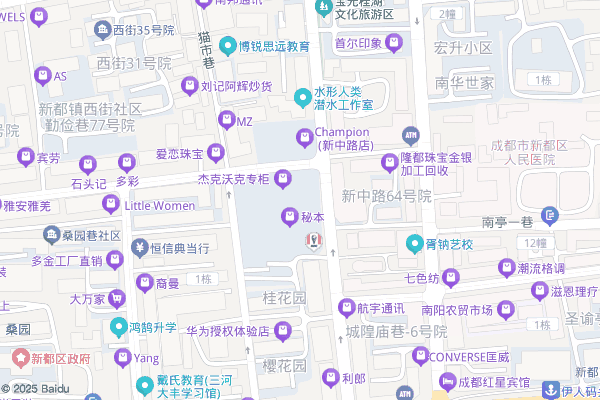 宝光桂湖
文化旅游区
2幢
WELS
西街35号院
猫市巷
博锐思远教育
首尔印象
宏升小区
西街31号院
AS
刘记阿辉炒货
水形人类
潜水工作室
南华世家
1栋
新都镇西街社区
勤俭巷77号院
MZ
Champion
(新中路店)
ATM
成都市新都区
人民医院
号院
宾劳
石头记
多彩
爱恋珠宝
隆都珠宝金银
加工回收
杰克沃克专柜
新中路64号院
雅安雅羌
Little Women
秘本
南亭一巷
桑园巷社区
恒信典当行
胥钠艺校
12幢
多金工厂直销
裔曼
1栋
七色纺
潮流格调
大万家
桂花园
航宇通讯
南阳农贸市场
滋恩理疗
上
桑园
鸿鹄升学
华为授权体验店
城隍庙巷-6号院
1栋
圣谕亭
新都区政府
Yang
樱花园
CONVERSE匡威
戴氏教育(三河
大丰学习馆)
利郎
ATM
成都红星宾馆
伊人码头
© 2025 Baidu